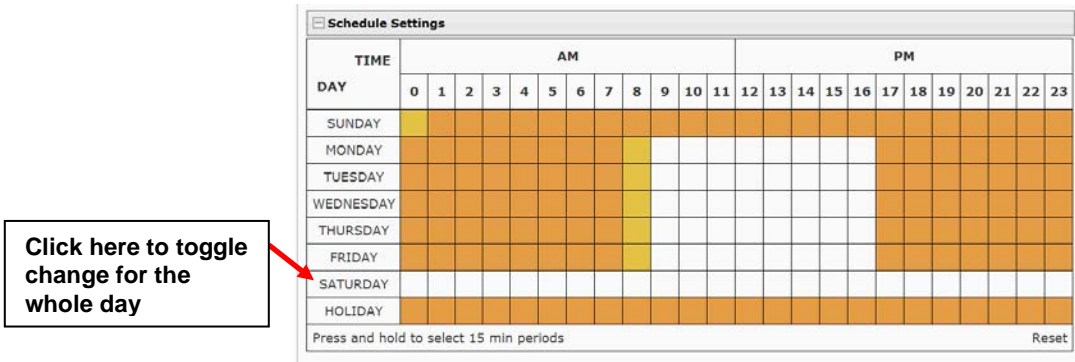 Schedule Settings
TIME AM PM
DAY 0 1 2 3 4 5 6 7 8 9 10 11 12 13 14 15 16 17 18 19 20 21 22 23
SUNDAY
MONDAY
TUESDAY
WEDNESDAY
THURSDAY
FRIDAY
SATURDAY
HOLIDAY
Press and hold to select 15 min periods Reset
Click here to toggle
change for the
whole day